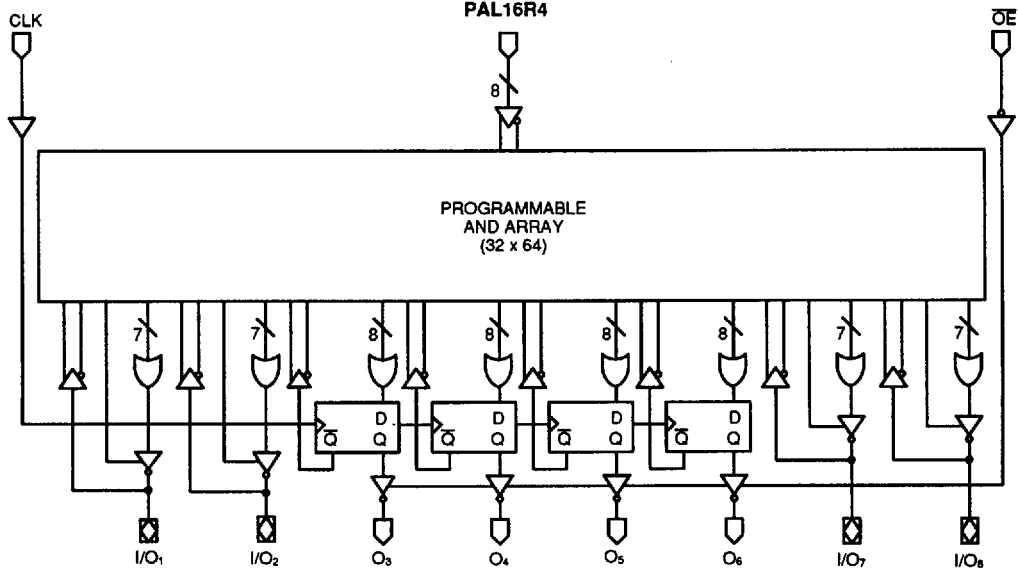 PAL16R4
CLK
OE
8
PROGRAMMABLE
AND ARRAY
(32 x 64)
7 7 8 8 8 8 7 7
D D D D
Q Q Q Q Q Q Q Q
I/O1 I/O2 O3 O4 O5 O6 I/O7 I/O8